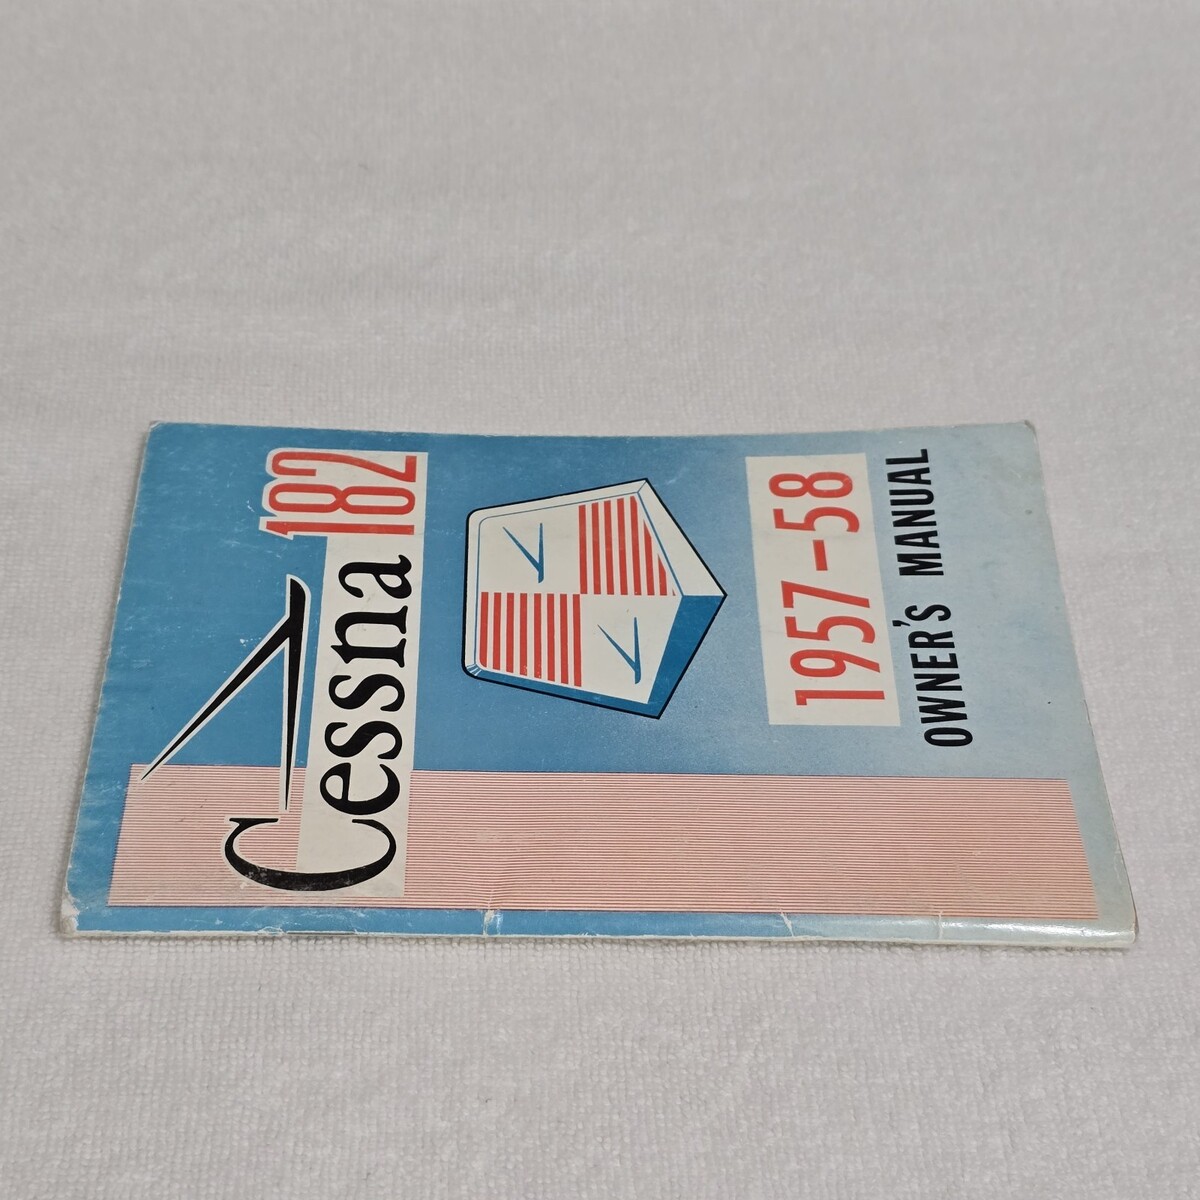 Cessna 182
1957-58
OWNER'S MANUAL